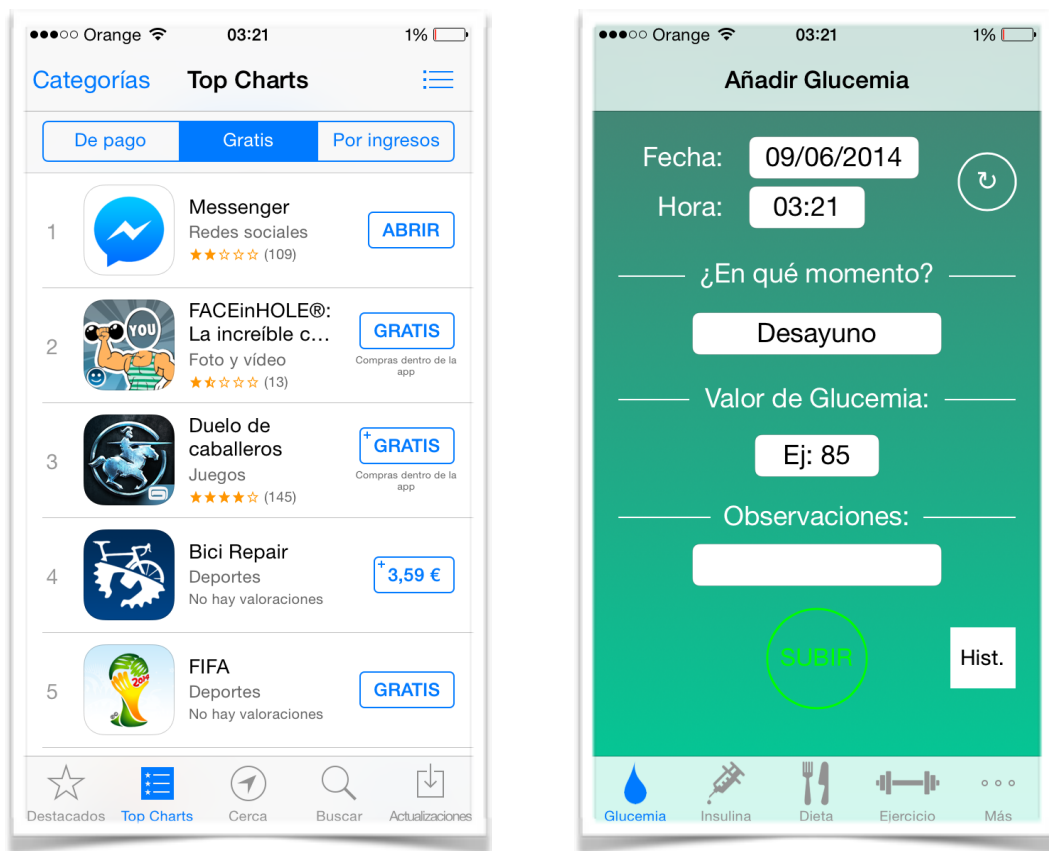 Orange 03:21 1%
Categorías Top Charts
De pago Gratis Por ingresos
1
Messenger
Redes sociales
(109)
ABRIR
2
YOU
FACEinHOLE®:
La increíble c...
Foto y vídeo
(13)
GRATIS
Compras dentro de la
app
3
Duelo de
caballeros
Juegos
(145)
+GRATIS
Compras dentro de la
app
4
Bici Repair
Deportes
No hay valoraciones
+3,59 €
5
2014
FIFA
Deportes
No hay valoraciones
GRATIS
Destacados Top Charts Cerca Buscar Actualizaciones
Orange 03:21 1%
Añadir Glucemia
Fecha: 09/06/2014
Hora: 03:21
¿En qué momento?
Desayuno
Valor de Glucemia:
Ej: 85
Observaciones:
SUBIR
Hist.
Glucemia Insulina Dieta Ejercicio Más